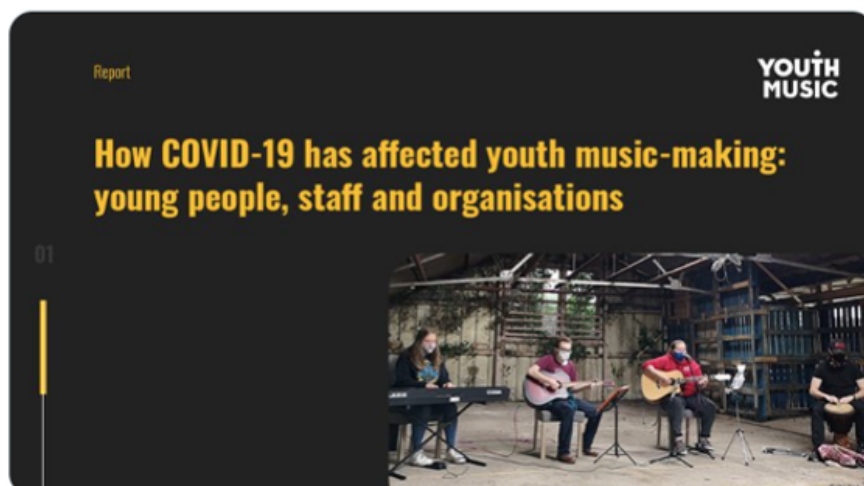 Report
YOUTH
MUSIC
How COVID-19 has affected youth music-making:
young people, staff and organisations
01